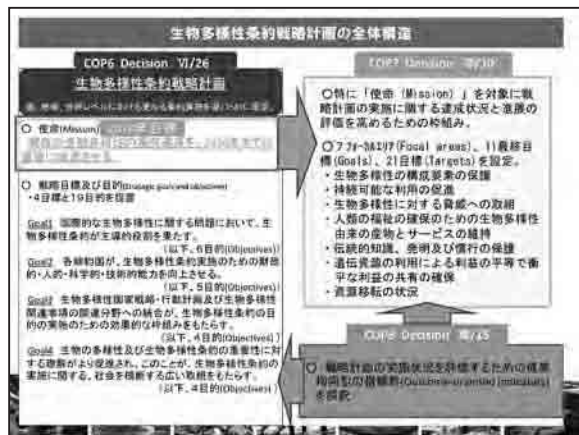 生物多様性条約戦略計画の全体構造
COP6 Decision Ⅵ/26
生物多様性条約戦略計画
○ 使命(Mission)
○ 戦略目標及び目的(Strategic goals and objectives)
・4目標と19目的を設置
Goal1 国際的な生物多様性に関する問題において、生
物多様性条約が主導的役割を果たす。
(以下、6目的(Objectives))
Goal2 各締約国が、生物多様性条約実施のための財政
的・人的・科学的・技術的能力を向上させる。
(以下、5目的(Objectives))
Goal3 生物多様性国家戦略・行動計画及び生物多様性
関連事項の関連分野への統合が、生物多様性条約の目
的の実施のための効果的な枠組みをもたらす。
(以下、4目的(Objectives))
Goal4 生物の多様性及び生物多様性条約の重要性に対
する理解がより促進され、このことが、生物多様性条約の
実施に関する、社会を横断する広い取組をもたらす。
(以下、4目的(Objectives))
COP7 Decision Ⅶ/30
○特に「使命(Mission)」を対象に戦
略計画の実施に関する達成状況と進展の
評価を高めるための枠組み。
○7フォーカルエリア(Focal areas)、11最終目
標(Goals)、21目標(Targets)を設定。
・生物多様性の構成要素の保護
・持続可能な利用の促進
・生物多様性に対する脅威への取組
・人類の福祉の確保のための生物多様性
由来の産物とサービスの維持
・伝統的知識、発明及び慣行の保護
・遺伝資源の利用による利益の平等で衡
平な利益の共有の確保
・資源移転の状況
COP8 Decision Ⅷ/15
○ 戦略計画の実施状況を評価するための成果
指向型の指標群(Outcome-oriented indicators)
を採択